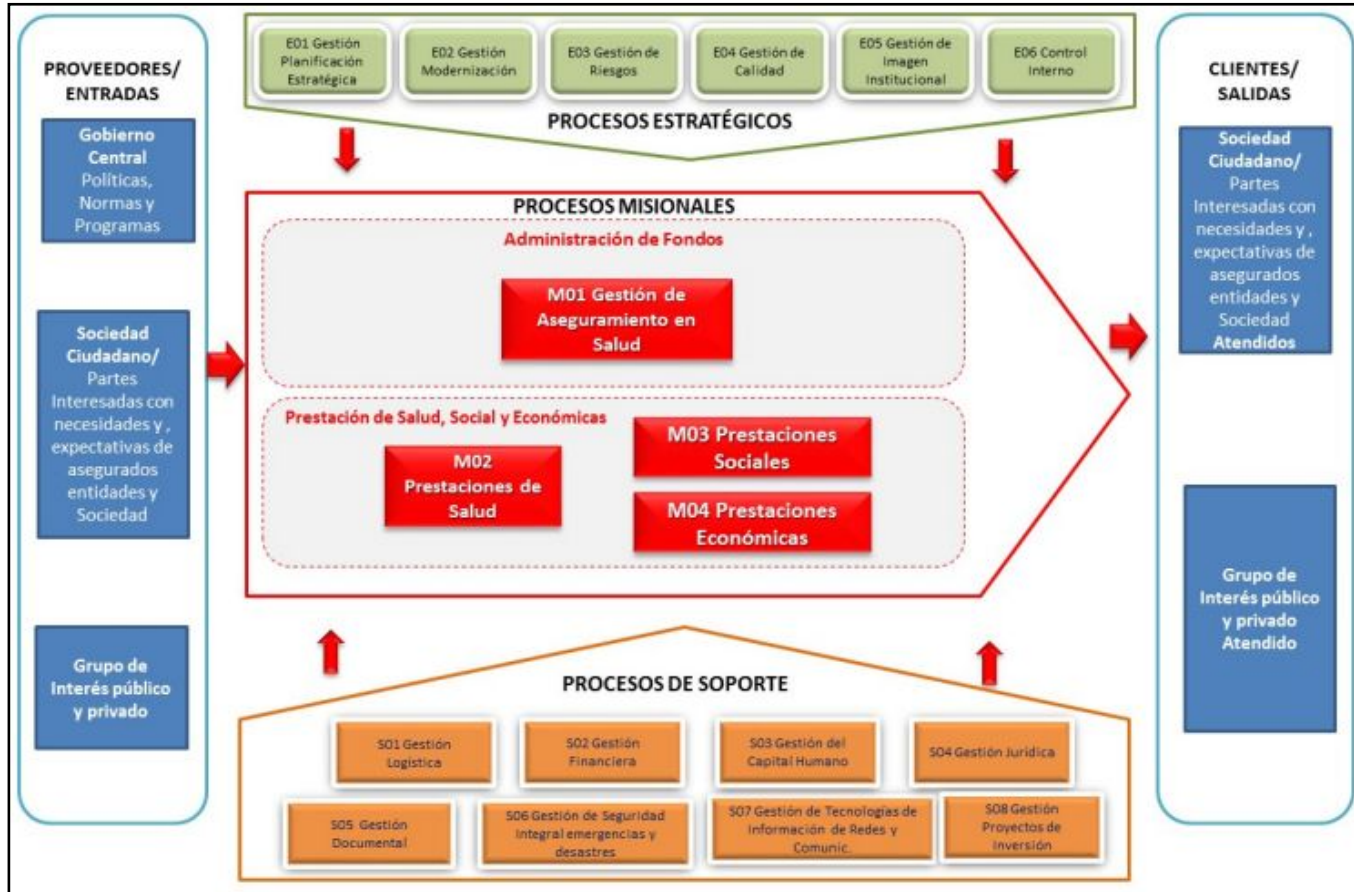 PROVEEDORES/
ENTRADAS
Gobierno
Central
Políticas,
Normas y
Programas
Sociedad
Ciudadano/
Partes
Interesadas con
necesidades y ,
expectativas de
asegurados
entidades y
Sociedad
Grupo de
Interés público
y privado
E01 Gestión
Planificación
Estratégica
E02 Gestión
Modernización
E03 Gestión de
Riesgos
E04 Gestión de
Calidad
E05 Gestión de
Imagen
Institucional
E06 Control
Interno
PROCESOS ESTRATÉGICOS
PROCESOS MISIONALES
Administración de Fondos
M01 Gestión de
Aseguramiento en
Salud
Prestación de Salud, Social y Económicas
M02
Prestaciones de
Salud
M03 Prestaciones
Sociales
M04 Prestaciones
Económicas
PROCESOS DE SOPORTE
S01 Gestión
Logística
S02 Gestión
Financiera
S03 Gestión del
Capital Humano
S04 Gestión Jurídica
S05 Gestión
Documental
S06 Gestión de Seguridad
Integral emergencias y
desastres
S07 Gestión de Tecnologías de
Información de Redes y
Comunic.
S08 Gestión
Proyectos de
Inversión
CLIENTES/
SALIDAS
Sociedad
Ciudadano/
Partes
Interesadas con
necesidades y ,
expectativas de
asegurados
entidades y
Sociedad
Atendidos
Grupo de
Interés público
y privado
Atendido